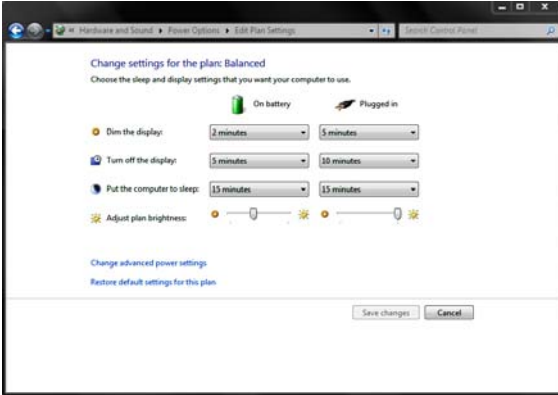 « Hardware and Sound ▸ Power Options ▸ Edit Plan Settings
Search Control Panel
Change settings for the plan: Balanced
Choose the sleep and display settings that you want your computer to use.
On battery Plugged in
Dim the display: 2 minutes 5 minutes
Turn off the display: 5 minutes 10 minutes
Put the computer to sleep: 15 minutes 15 minutes
Adjust plan brightness:
Change advanced power settings
Restore default settings for this plan
Save changes Cancel